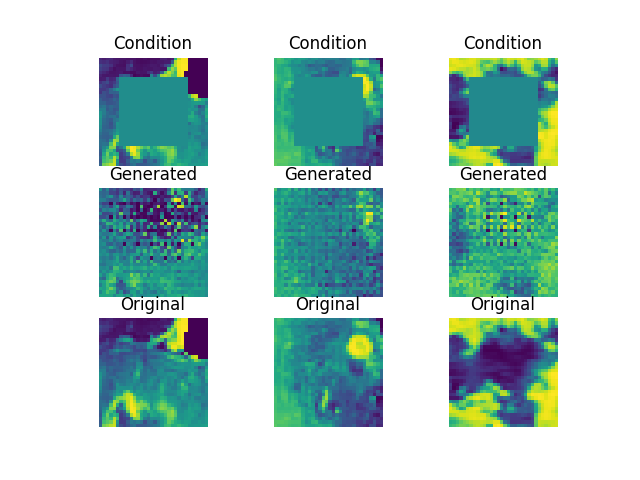 Condition Condition Condition
Generated Generated Generated
Original Original Original